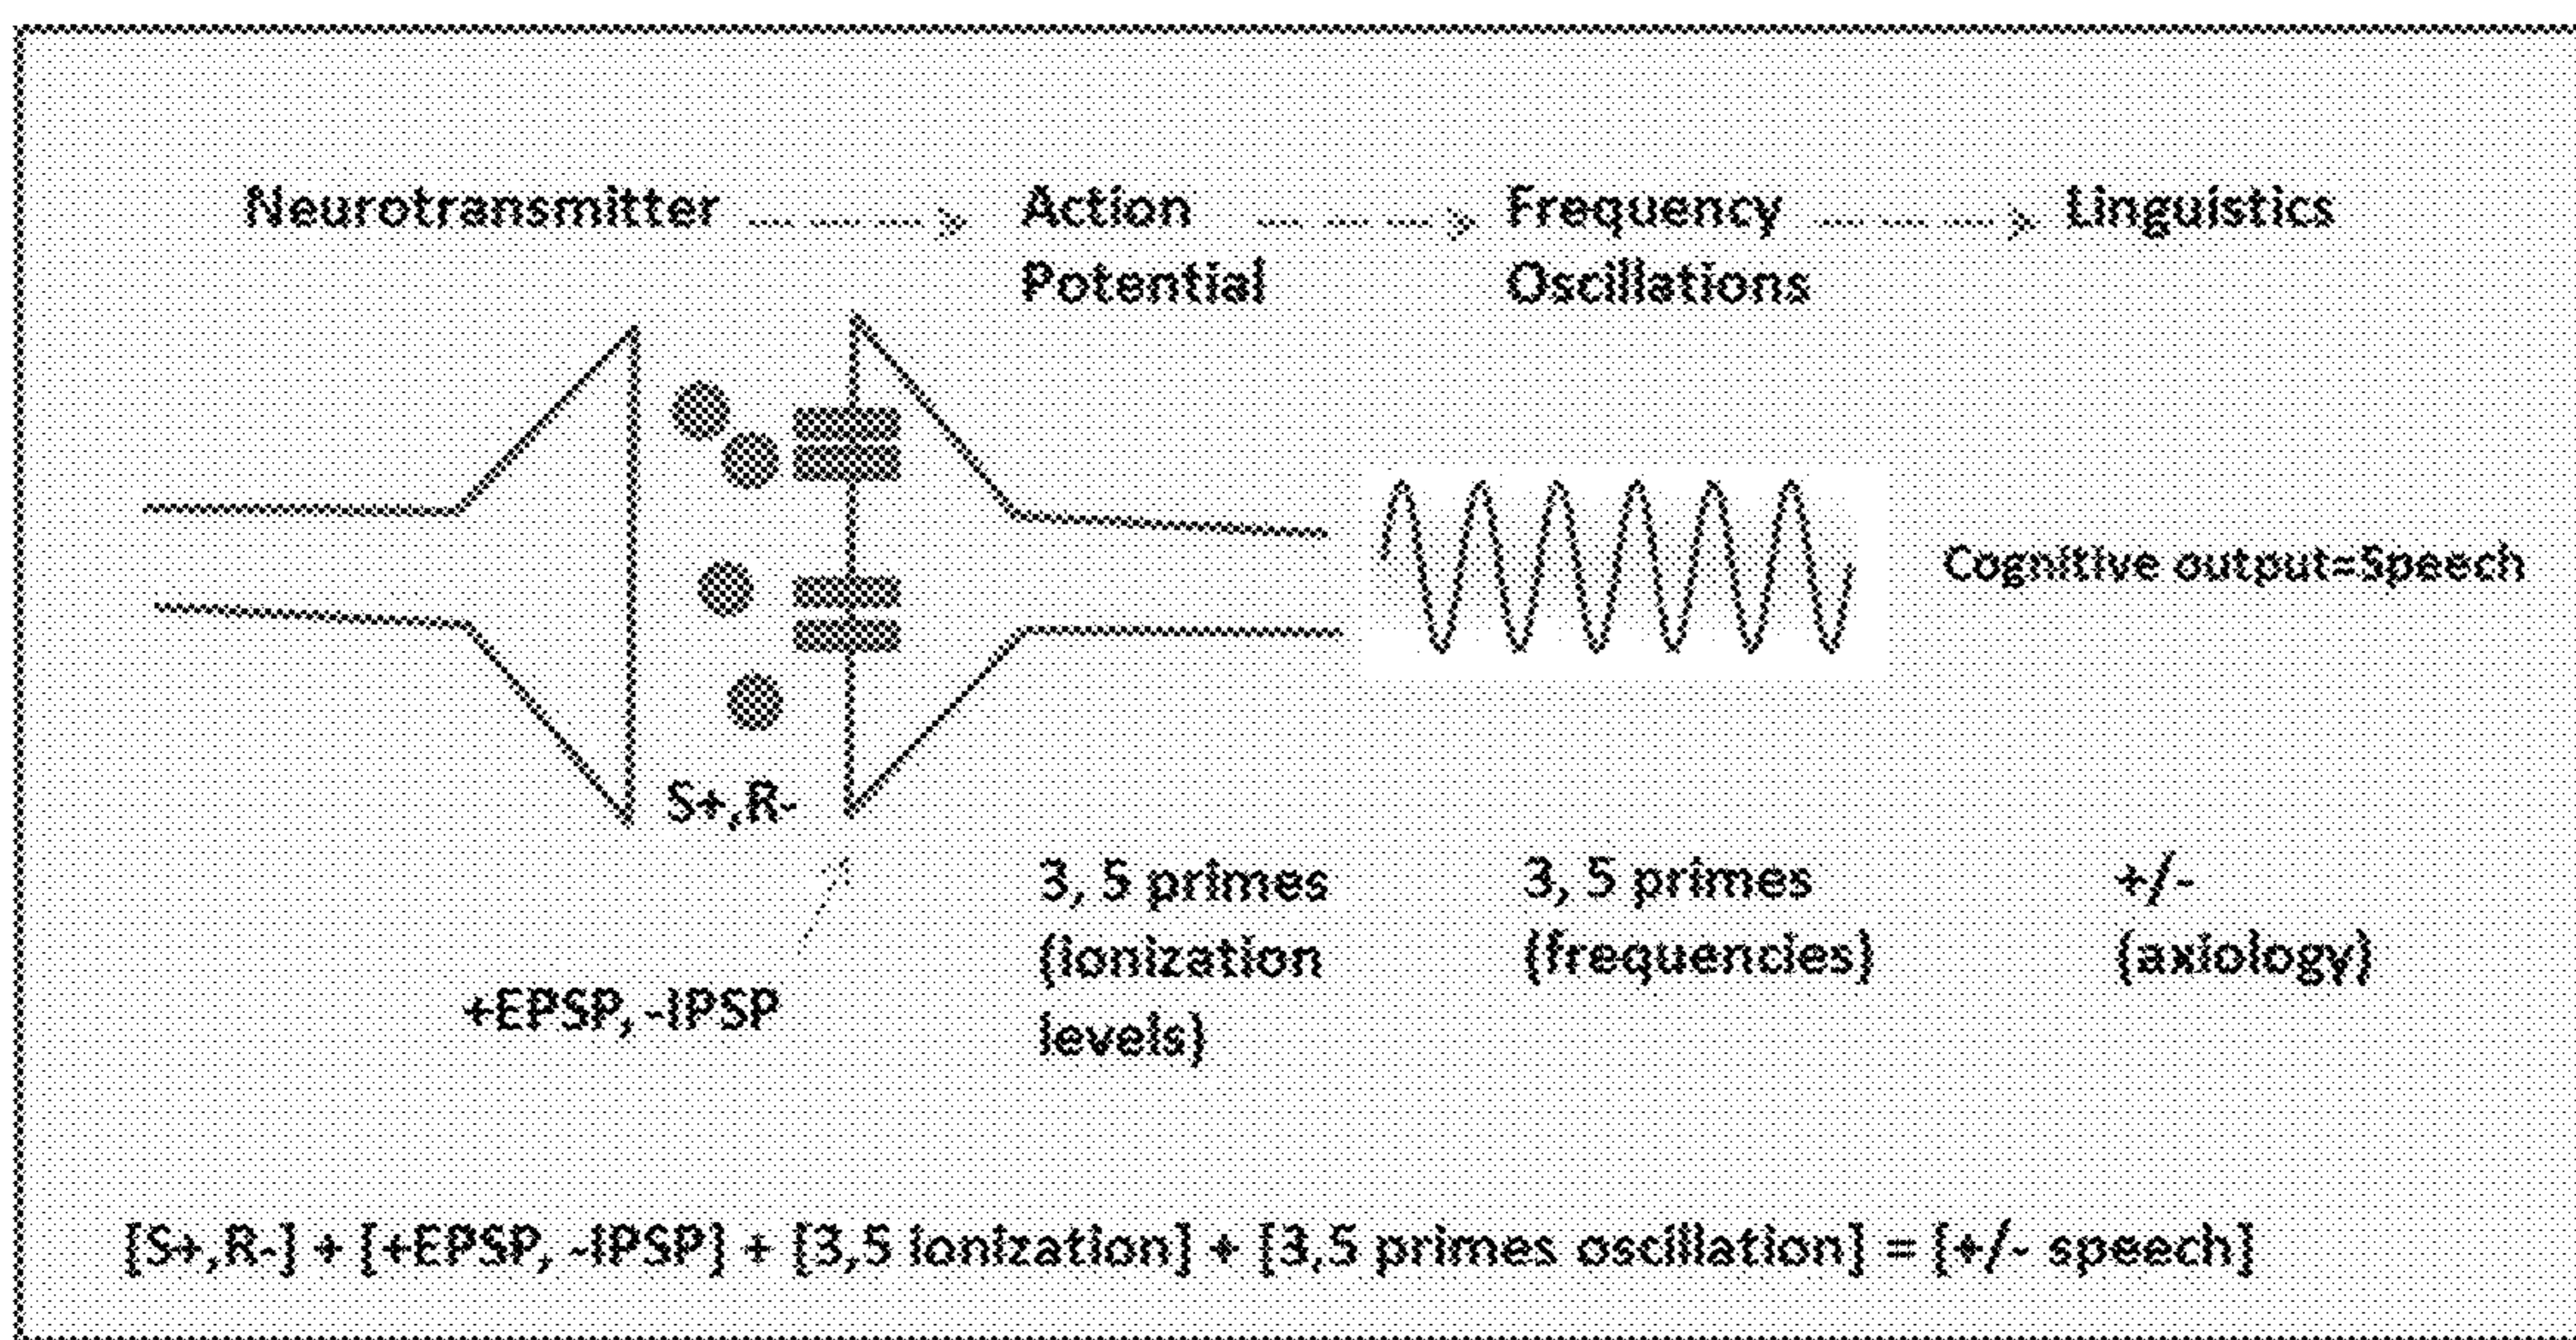 Neurotransmitter
Action
Potential
Frequency
Oscillations
Linguistics
Cognitive output=Speech
S+,R-
+EPSP, -IPSP
3, 5 primes
(ionization
levels)
3, 5 primes
(frequencies)
+/-
(axiology)
[S+,R-] + [+EPSP, -IPSP] + [3,5 ionization] + [3,5 primes oscillation] = [+/- speech]